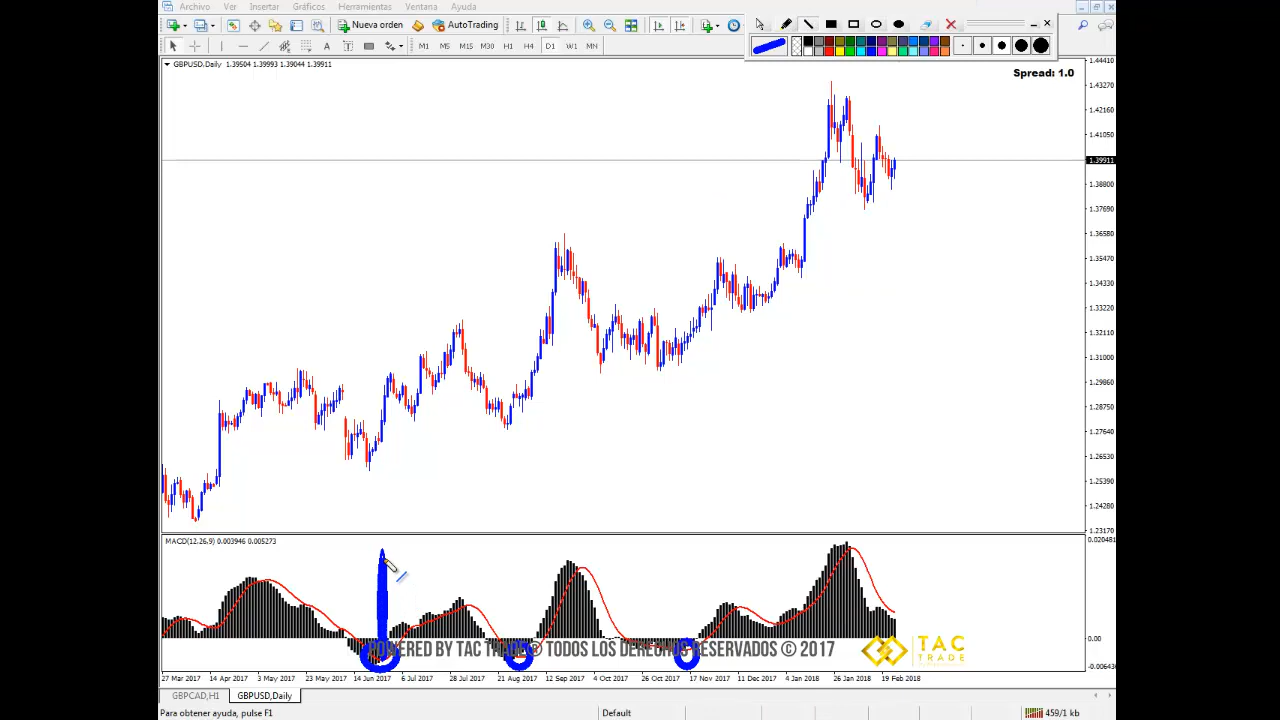 Archivo Ver Insertar Gráficos Herramientas Ventana Ayuda
Nueva orden AutoTrading
M1 M5 M15 M30 H1 H4 D1 W1 MN
GBPUSD.Daily 1.39504 1.39993 1.39044 1.39911
Spread: 1.0
1.44410
1.43270
1.42160
1.41050
1.39911
1.38800
1.37690
1.36580
1.35470
1.34330
1.33220
1.32110
1.31000
1.29860
1.28750
1.27640
1.26530
1.25390
1.24280
1.23170
MACD(12.26.9) 0.003946 0.005273
0.020481
0.00
-0.006436
POWERED BY TAC TRADE® TODOS LOS DERECHOS RESERVADOS © 2017
TAC
TRADE
27 Mar 2017 14 Apr 2017 3 May 2017 23 May 2017 14 Jun 2017 6 Jul 2017 28 Jul 2017 21 Aug 2017 12 Sep 2017 4 Oct 2017 26 Oct 2017 17 Nov 2017 11 Dec 2017 4 Jan 2018 26 Jan 2018 19 Feb 2018
GBPCAD,H1 GBPUSD,Daily
Para obtener ayuda, pulse F1 Default 459/1 kb